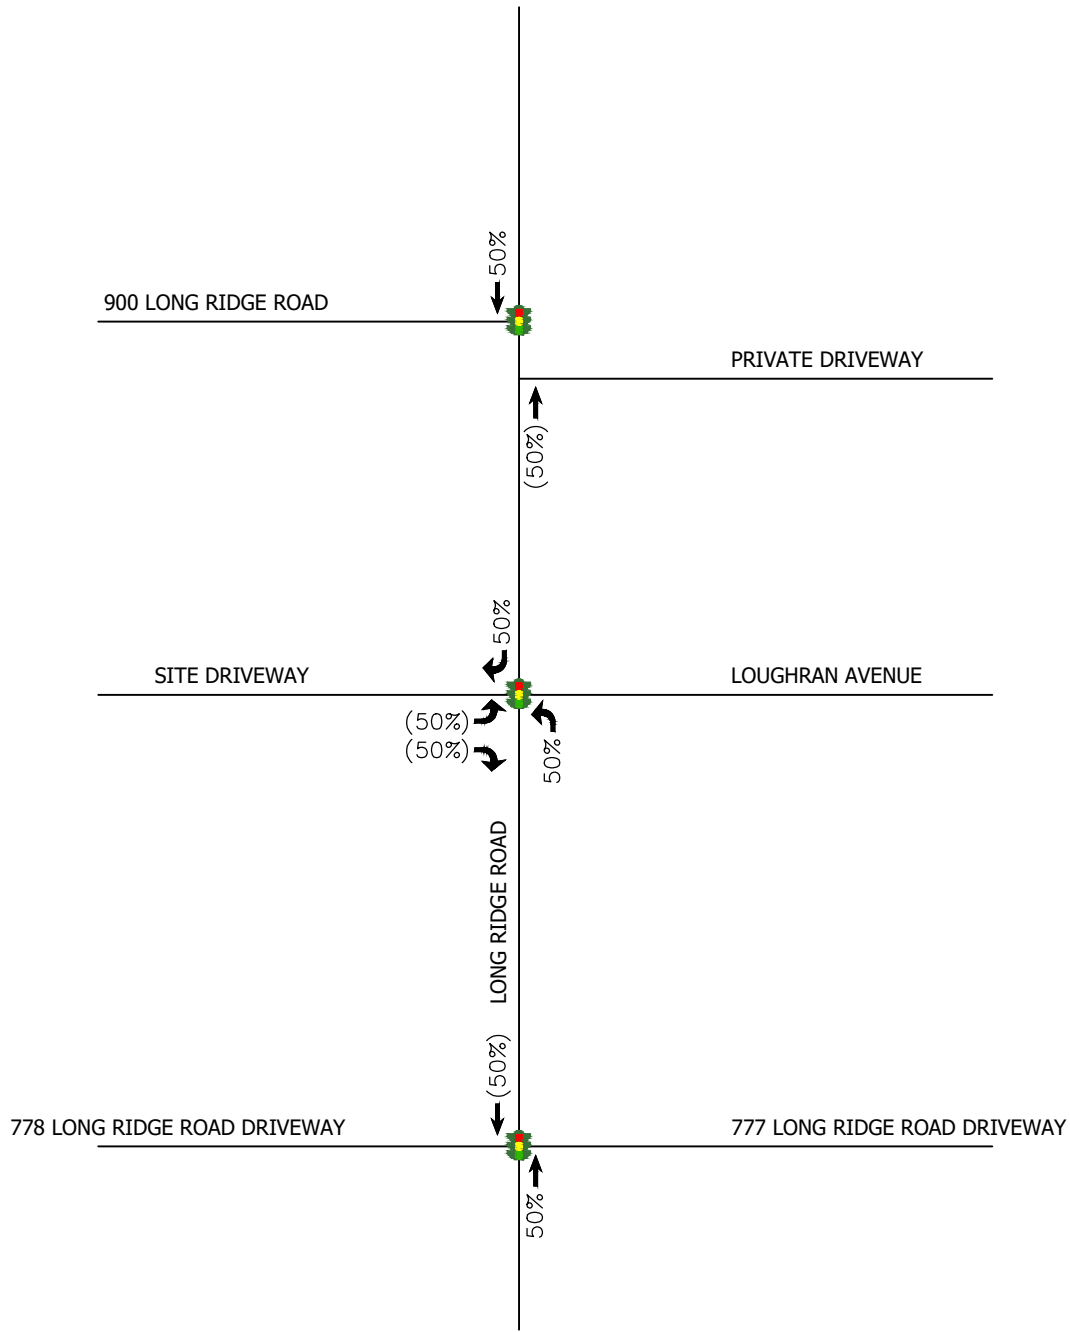 50%
900 LONG RIDGE ROAD
PRIVATE DRIVEWAY
(50%)
50%
SITE DRIVEWAY
LOUGHRAN AVENUE
(50%)
(50%)
50%
LONG RIDGE ROAD
(50%)
778 LONG RIDGE ROAD DRIVEWAY
777 LONG RIDGE ROAD DRIVEWAY
50%